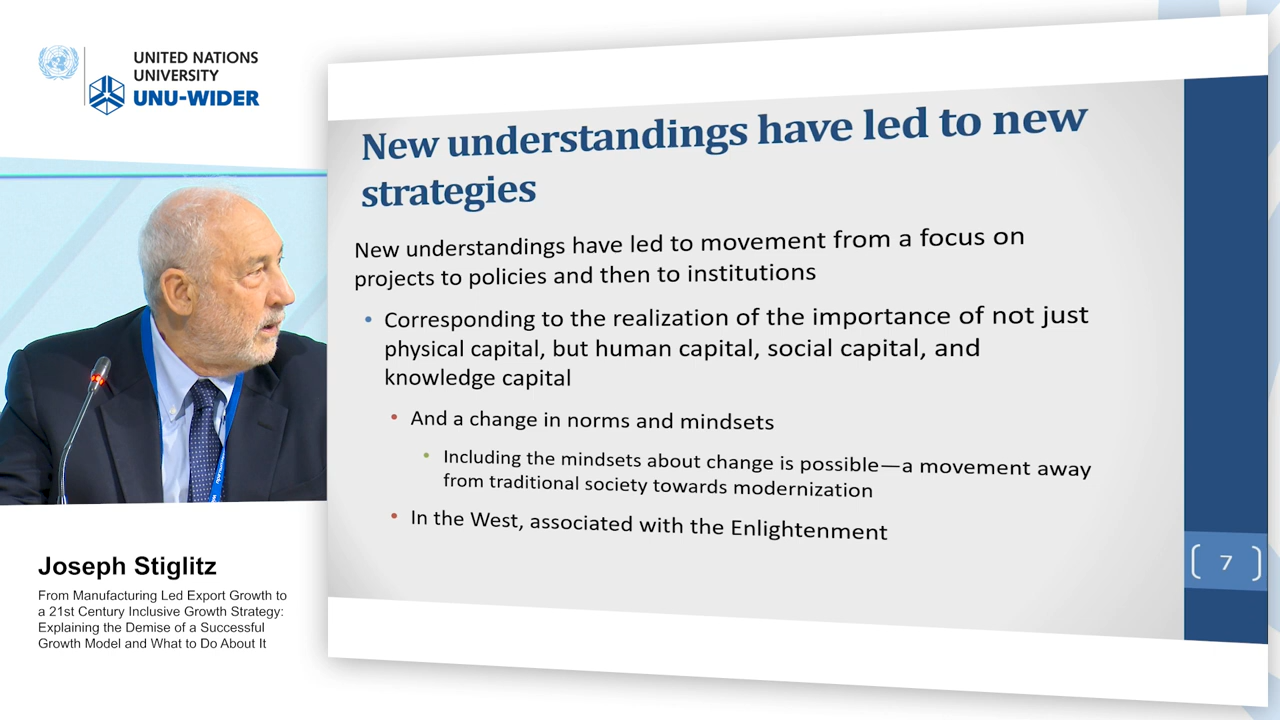 UNITED NATIONS
UNIVERSITY
UNU-WIDER
New understandings have led to new
strategies
New understandings have led to movement from a focus on
projects to policies and then to institutions
• Corresponding to the realization of the importance of not just
physical capital, but human capital, social capital, and
knowledge capital
• And a change in norms and mindsets
• Including the mindsets about change is possible—a movement away
from traditional society towards modernization
• In the West, associated with the Enlightenment
7
Joseph Stiglitz
From Manufacturing Led Export Growth to
a 21st Century Inclusive Growth Strategy:
Explaining the Demise of a Successful
Growth Model and What to Do About It